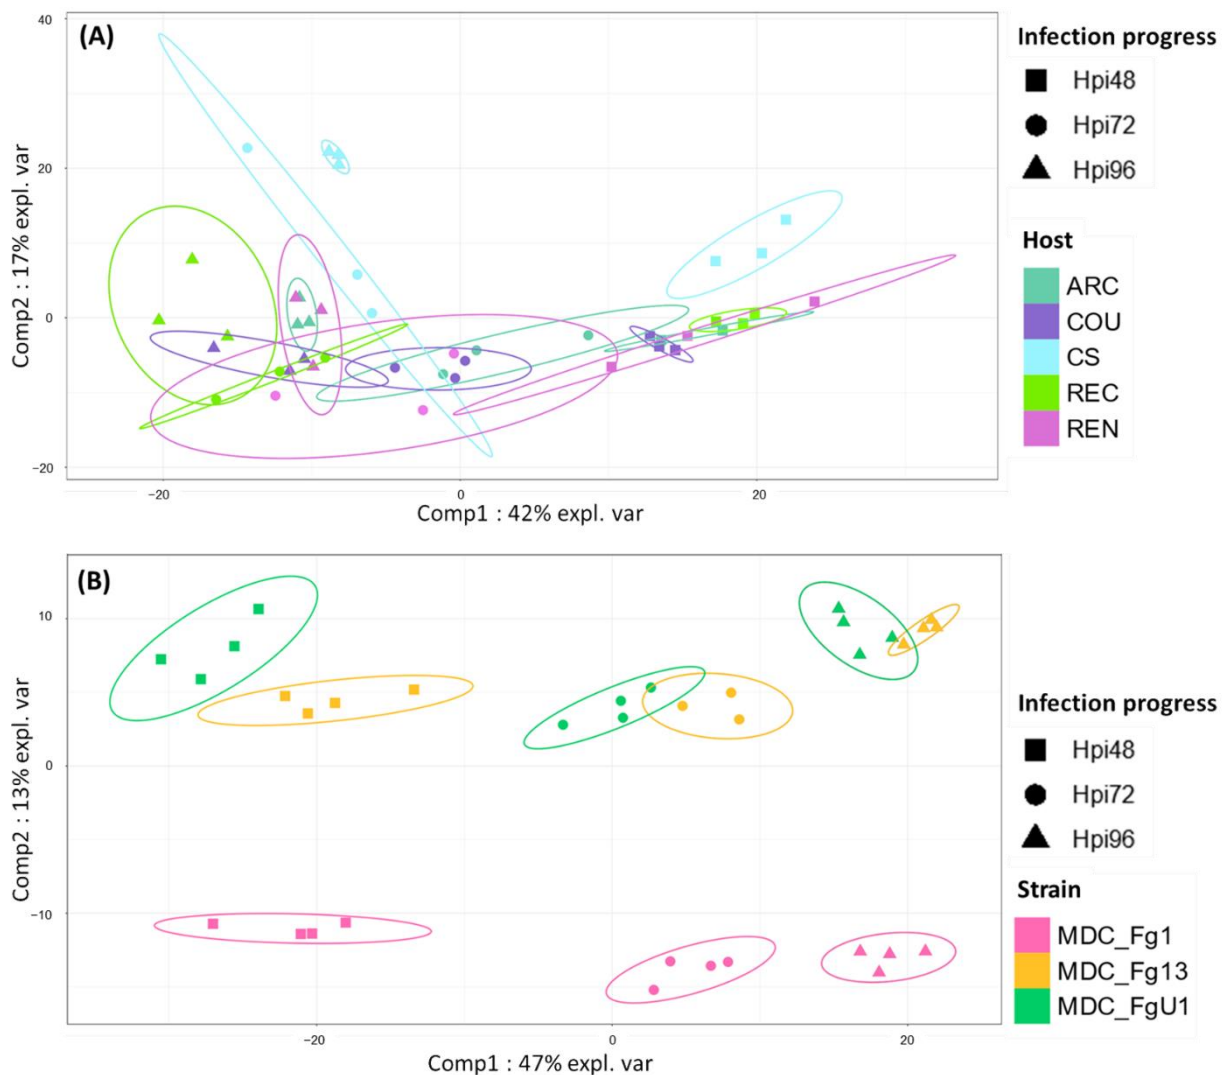 (A)
40
20
0
−20
−20
0
20
Comp2 : 17% expl. var
Comp1 : 42% expl. var
Infection progress
Hpi48
Hpi72
Hpi96
Host
ARC
COU
CS
REC
REN
(B)
10
0
−10
−20
0
20
Comp2 : 13% expl. var
Comp1 : 47% expl. var
Infection progress
Hpi48
Hpi72
Hpi96
Strain
MDC_Fg1
MDC_Fg13
MDC_FgU1